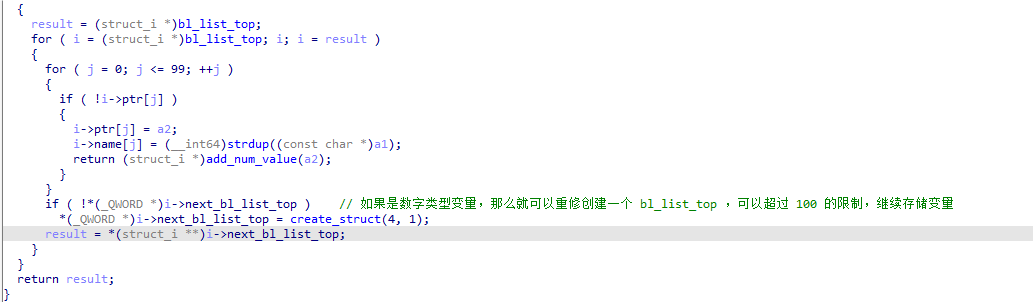 {
result = (struct_i *)bl_list_top;
for ( i = (struct_i *)bl_list_top; i; i = result )
{
for ( j = 0; j <= 99; ++j )
{
if ( !i->ptr[j] )
{
i->ptr[j] = a2;
i->name[j] = (__int64)strdup((const char *)a1);
return (struct_i *)add_num_value(a2);
}
}
if ( !*(_QWORD *)i->next_bl_list_top ) // 如果是数字类型变量，那么就可以重修创建一个 bl_list_top ，可以超过 100 的限制，继续存储变量
*(_QWORD *)i->next_bl_list_top = create_struct(4, 1);
result = *(struct_i **)i->next_bl_list_top;
}
}
return result;
}